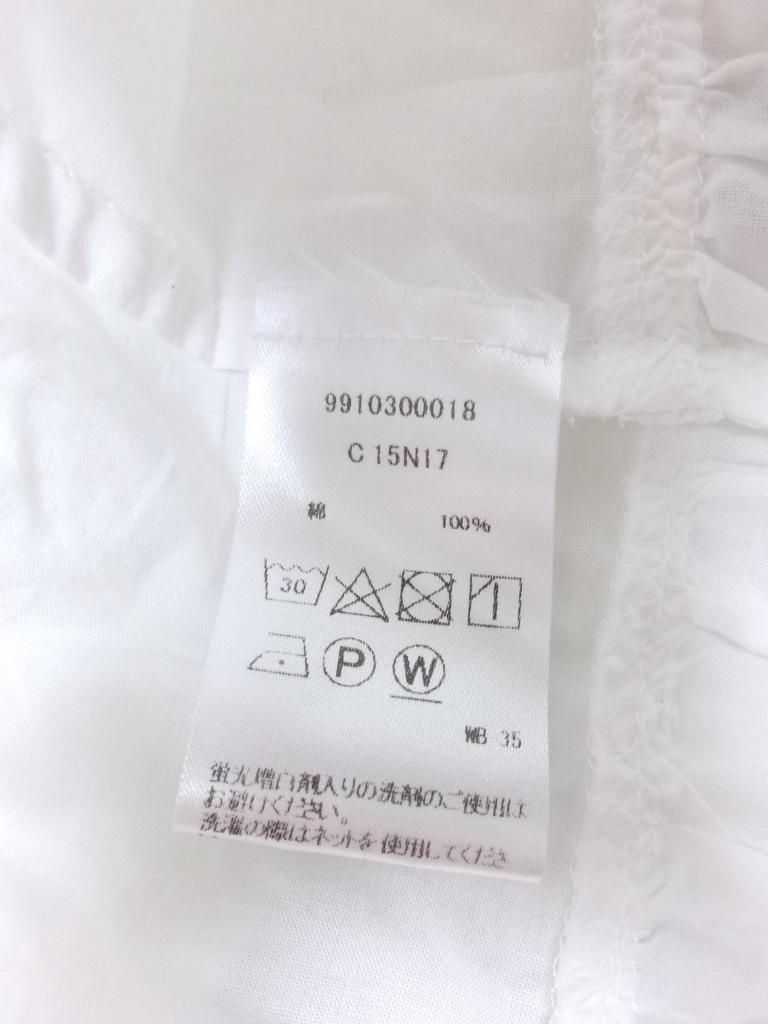 9910300018
C 15N17
綿 100%
30
P W
WB 35
蛍光増白剤入りの洗剤のご使用は
お避けください。
洗濯の際はネットを使用してくださ